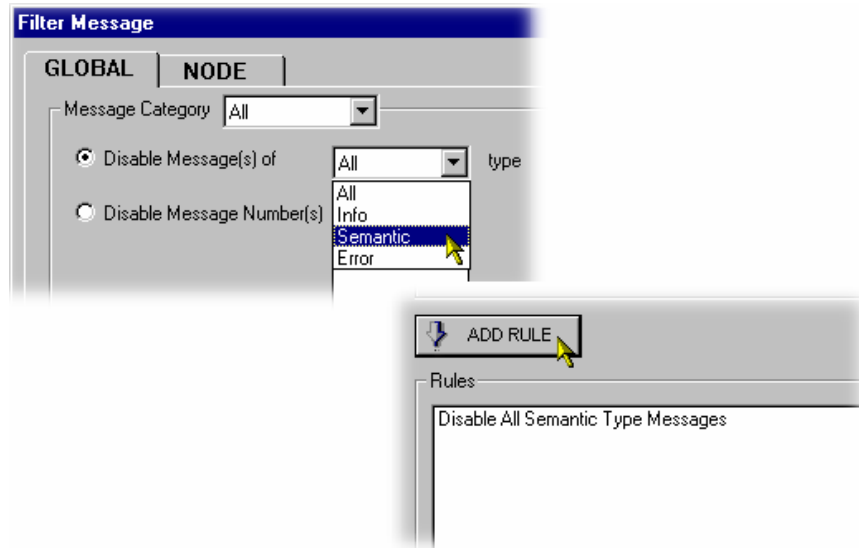 Filter Message
GLOBAL NODE
Message Category All
Disable Message(s) of All type
All
Disable Message Number(s) Info
Semantic
Error
ADD RULE
Rules
Disable All Semantic Type Messages